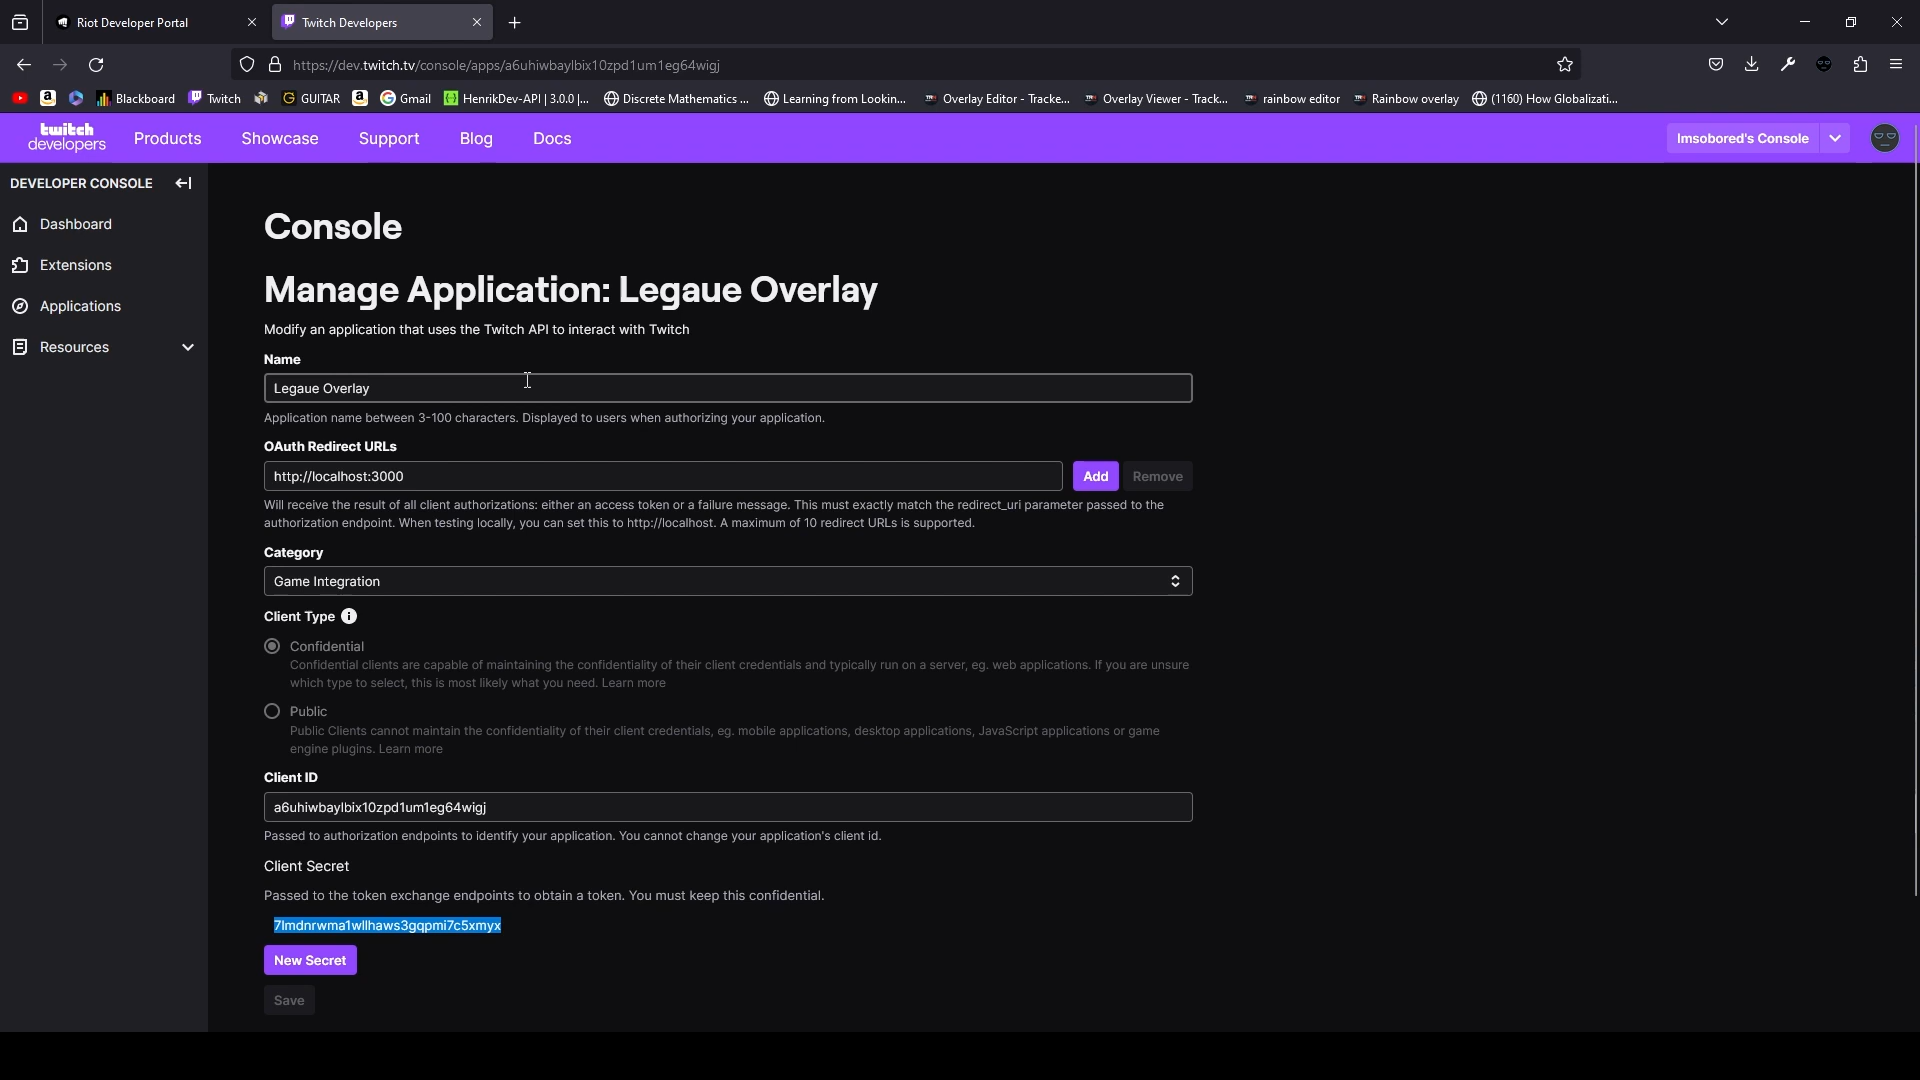 Riot Developer Portal
Twitch Developers
https://dev.twitch.tv/console/apps/a6uhiwbaylbix10zpd1um1eg64wigj
Blackboard
Twitch
GUITAR
Gmail
HenrikDev-API | 3.0.0 |...
Discrete Mathematics ...
Learning from Lookin...
Overlay Editor - Tracke...
Overlay Viewer - Track...
rainbow editor
Rainbow overlay
(1160) How Globalizati...
twitch
developers
Products
Showcase
Support
Blog
Docs
Imsobored's Console
DEVELOPER CONSOLE
Dashboard
Extensions
Applications
Resources
Console
Manage Application: Legaue Overlay
Modify an application that uses the Twitch API to interact with Twitch
Name
Legaue Overlay
Application name between 3-100 characters. Displayed to users when authorizing your application.
OAuth Redirect URLs
http://localhost:3000
Add
Remove
Will receive the result of all client authorizations: either an access token or a failure message. This must exactly match the redirect_uri parameter passed to the
authorization endpoint. When testing locally, you can set this to http://localhost. A maximum of 10 redirect URLs is supported.
Category
Game Integration
Client Type
Confidential
Confidential clients are capable of maintaining the confidentiality of their client credentials and typically run on a server, eg. web applications. If you are unsure
which type to select, this is most likely what you need. Learn more
Public
Public Clients cannot maintain the confidentiality of their client credentials, eg. mobile applications, desktop applications, JavaScript applications or game
engine plugins. Learn more
Client ID
a6uhiwbaylbix10zpd1um1eg64wigj
Passed to authorization endpoints to identify your application. You cannot change your application's client id.
Client Secret
Passed to the token exchange endpoints to obtain a token. You must keep this confidential.
7lmdnrwma1wllhaws3gqpmi7c5xmyx
New Secret
Save